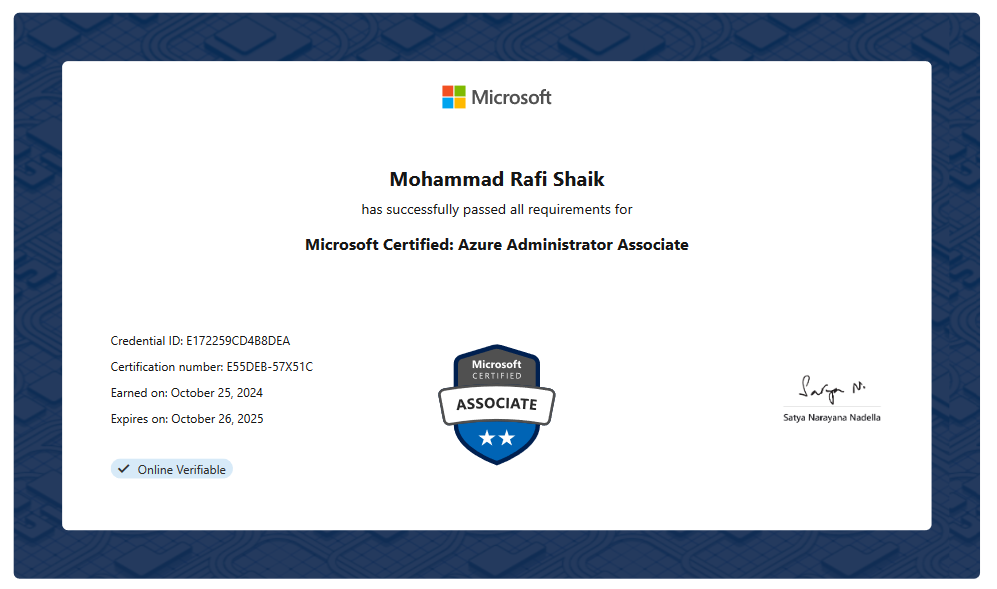 Microsoft
Mohammad Rafi Shaik
has successfully passed all requirements for
Microsoft Certified: Azure Administrator Associate
Credential ID: E172259CD4B8DEA
Certification number: E55DEB-57X51C
Earned on: October 25, 2024
Expires on: October 26, 2025
Online Verifiable
Microsoft
CERTIFIED
ASSOCIATE
Satya N.
Satya Narayana Nadella